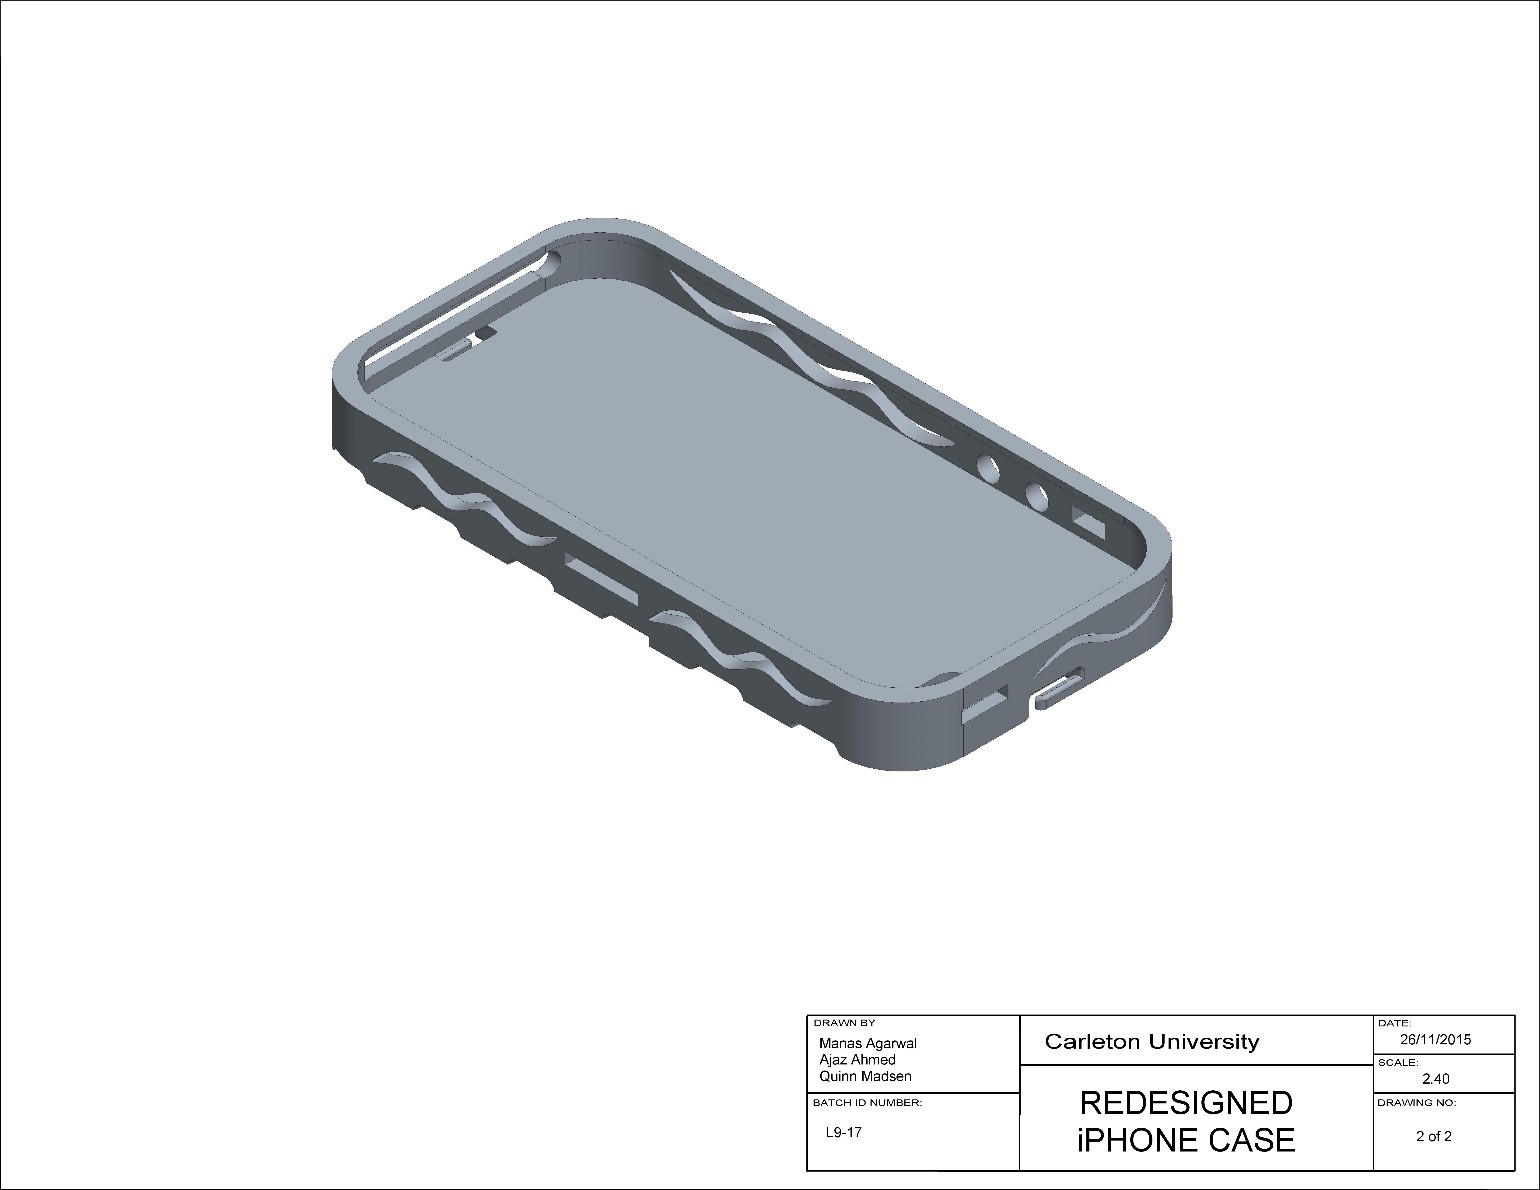 DRAWN BY
Manas Agarwal
Ajaz Ahmed
Quinn Madsen
BATCH ID NUMBER:
L9-17
Carleton University
REDESIGNED
iPHONE CASE
DATE:
26/11/2015
SCALE:
2.40
DRAWING NO:
2 of 2